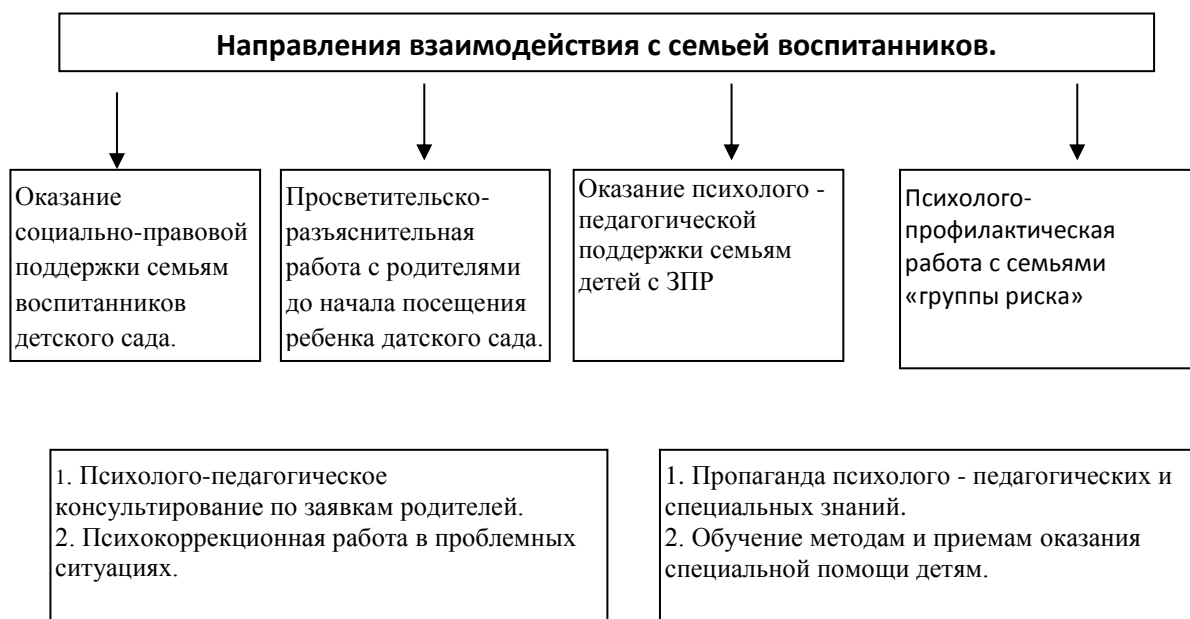 Направления взаимодействия с семьей воспитанников.
Оказание
социально-правовой
поддержки семьям
воспитанников
детского сада.
Просветительско-
разъяснительная
работа с родителями
до начала посещения
ребенка датского сада.
Оказание психолого -
педагогической
поддержки семьям
детей с ЗПР
Психолого-
профилактическая
работа с семьями
«группы риска»
1. Психолого-педагогическое
консультирование по заявкам родителей.
2. Психокоррекционная работа в проблемных
ситуациях.
1. Пропаганда психолого - педагогических и
специальных знаний.
2. Обучение методам и приемам оказания
специальной помощи детям.